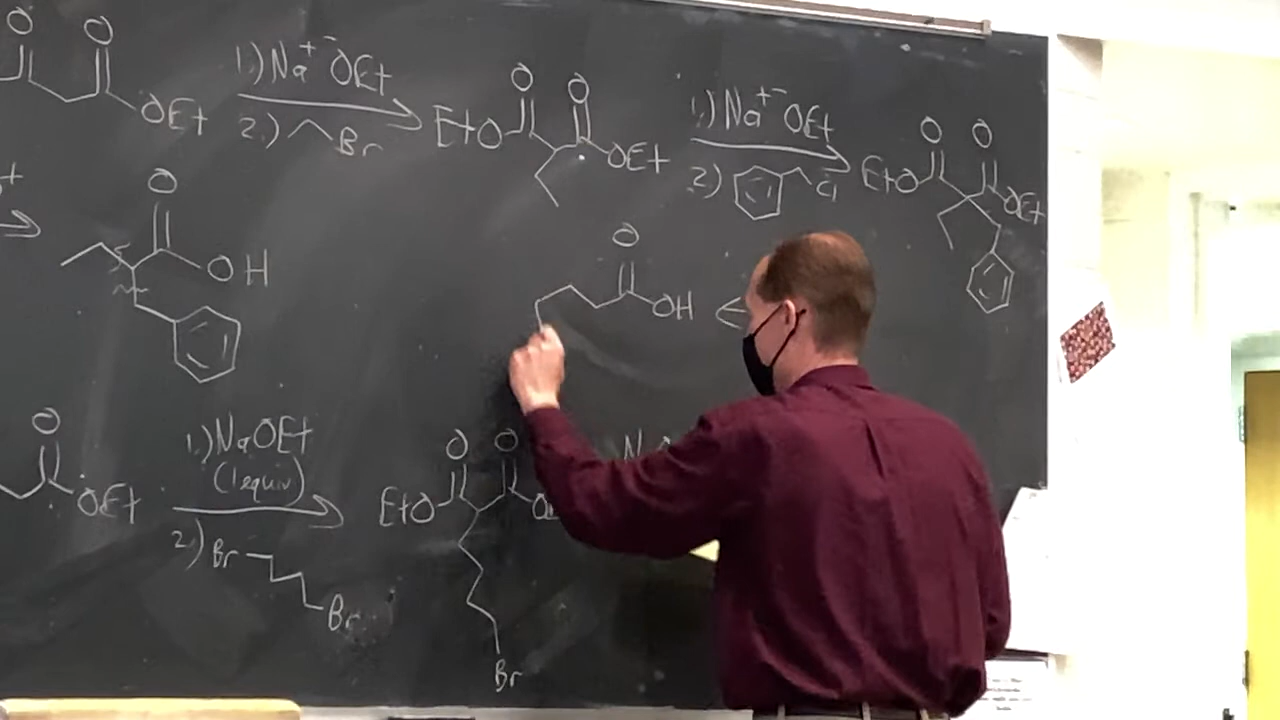 O O OEt
1.) Na⁺ ⁻OEt
2.) Br
EtO O O OEt
1.) Na⁺ ⁻OEt
2.) Cl
EtO O O OEt
+
O OH
O OH
O OEt
1.) NaOEt
(1 equiv)
2.) Br Br
EtO O O
Br